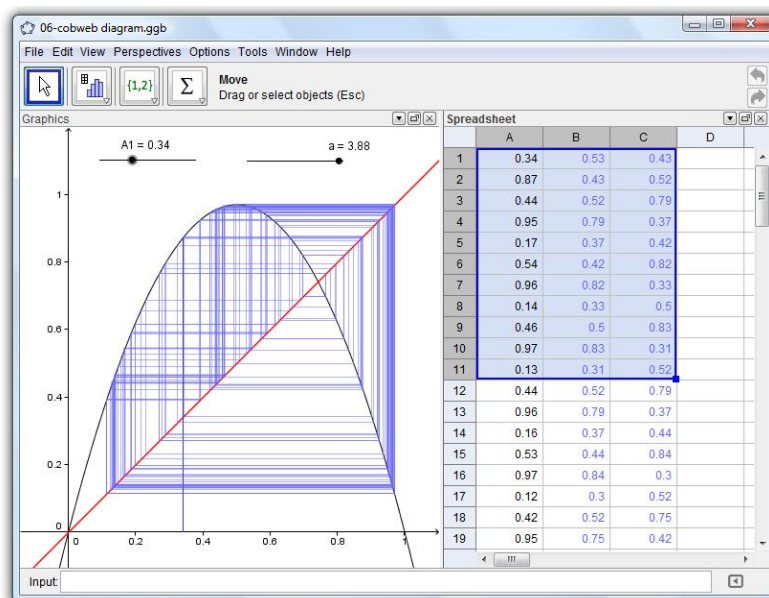 06-cobweb diagram.ggb
File Edit View Perspectives Options Tools Window Help
{1,2} Σ Move
Drag or select objects (Esc)
Graphics
A1 = 0.34 a = 3.88
1
0.8
0.6
0.4
0.2
0
0 0.2 0.4 0.6 0.8 1
Spreadsheet
A B C D
1 0.34 0.53 0.43
2 0.87 0.43 0.52
3 0.44 0.52 0.79
4 0.95 0.79 0.37
5 0.17 0.37 0.42
6 0.54 0.42 0.82
7 0.96 0.82 0.33
8 0.14 0.33 0.5
9 0.46 0.5 0.83
10 0.97 0.83 0.31
11 0.13 0.31 0.52
12 0.44 0.52 0.79
13 0.96 0.79 0.37
14 0.16 0.37 0.44
15 0.53 0.44 0.84
16 0.97 0.84 0.3
17 0.12 0.3 0.52
18 0.42 0.52 0.75
19 0.95 0.75 0.42
Input: